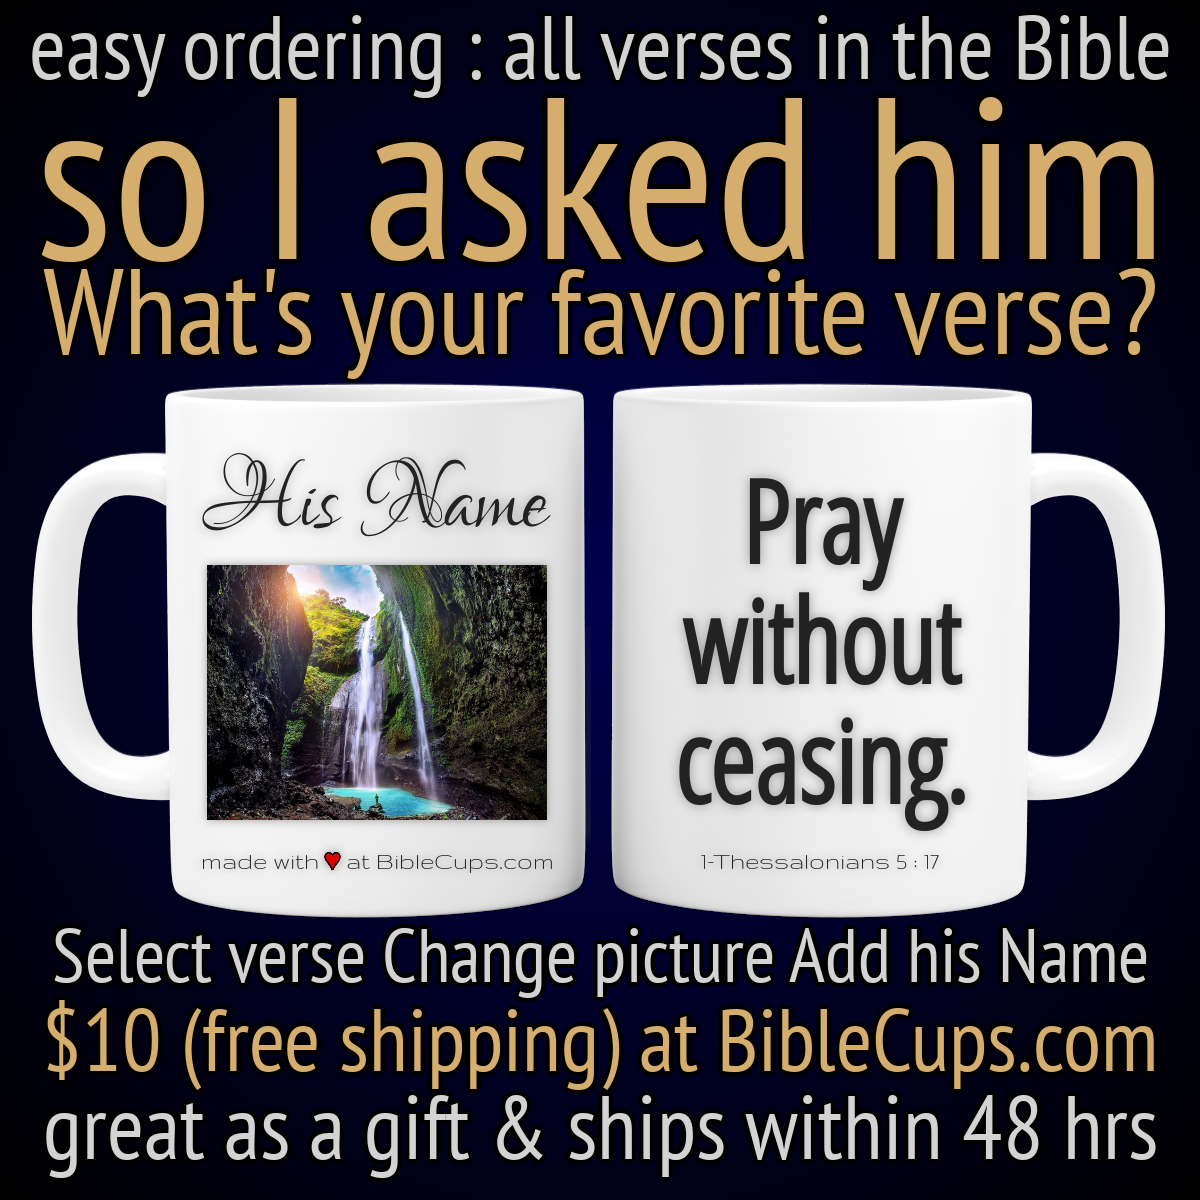 easy ordering : all verses in the Bible
so I asked him
What's your favorite verse?
His Name
made with ❤ at BibleCups.com
Pray
without
ceasing.
1-Thessalonians 5 : 17
Select verse Change picture Add his Name
$10 (free shipping) at BibleCups.com
great as a gift & ships within 48 hrs